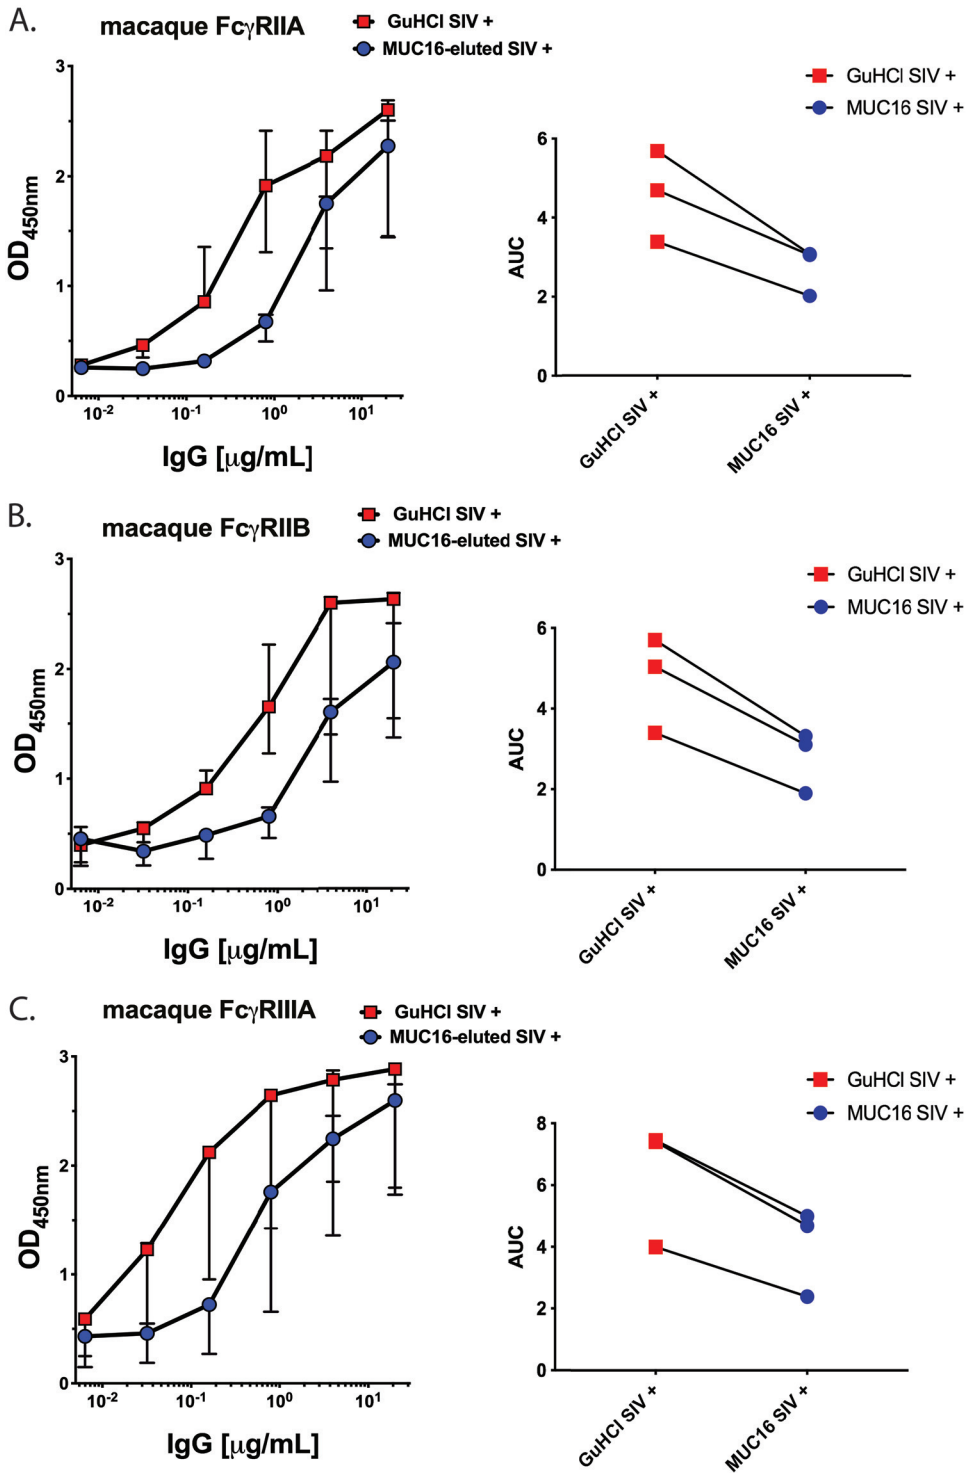 A.
macaque FcγRIIA
GuHCl SIV +
MUC16-eluted SIV +
3
2
1
0
OD450nm
10-2
10-1
100
101
IgG [μg/mL]
GuHCl SIV +
MUC16 SIV +
6
4
2
0
AUC
GuHCl SIV +
MUC16 SIV +
B.
macaque FcγRIIB
GuHCl SIV +
MUC16-eluted SIV +
3
2
1
0
OD450nm
10-2
10-1
100
101
IgG [μg/mL]
GuHCl SIV +
MUC16 SIV +
6
4
2
0
AUC
GuHCl SIV +
MUC16 SIV +
C.
macaque FcγRIIIA
GuHCl SIV +
MUC16-eluted SIV +
3
2
1
0
OD450nm
10-2
10-1
100
101
IgG [μg/mL]
GuHCl SIV +
MUC16 SIV +
8
6
4
2
0
AUC
GuHCl SIV +
MUC16 SIV +